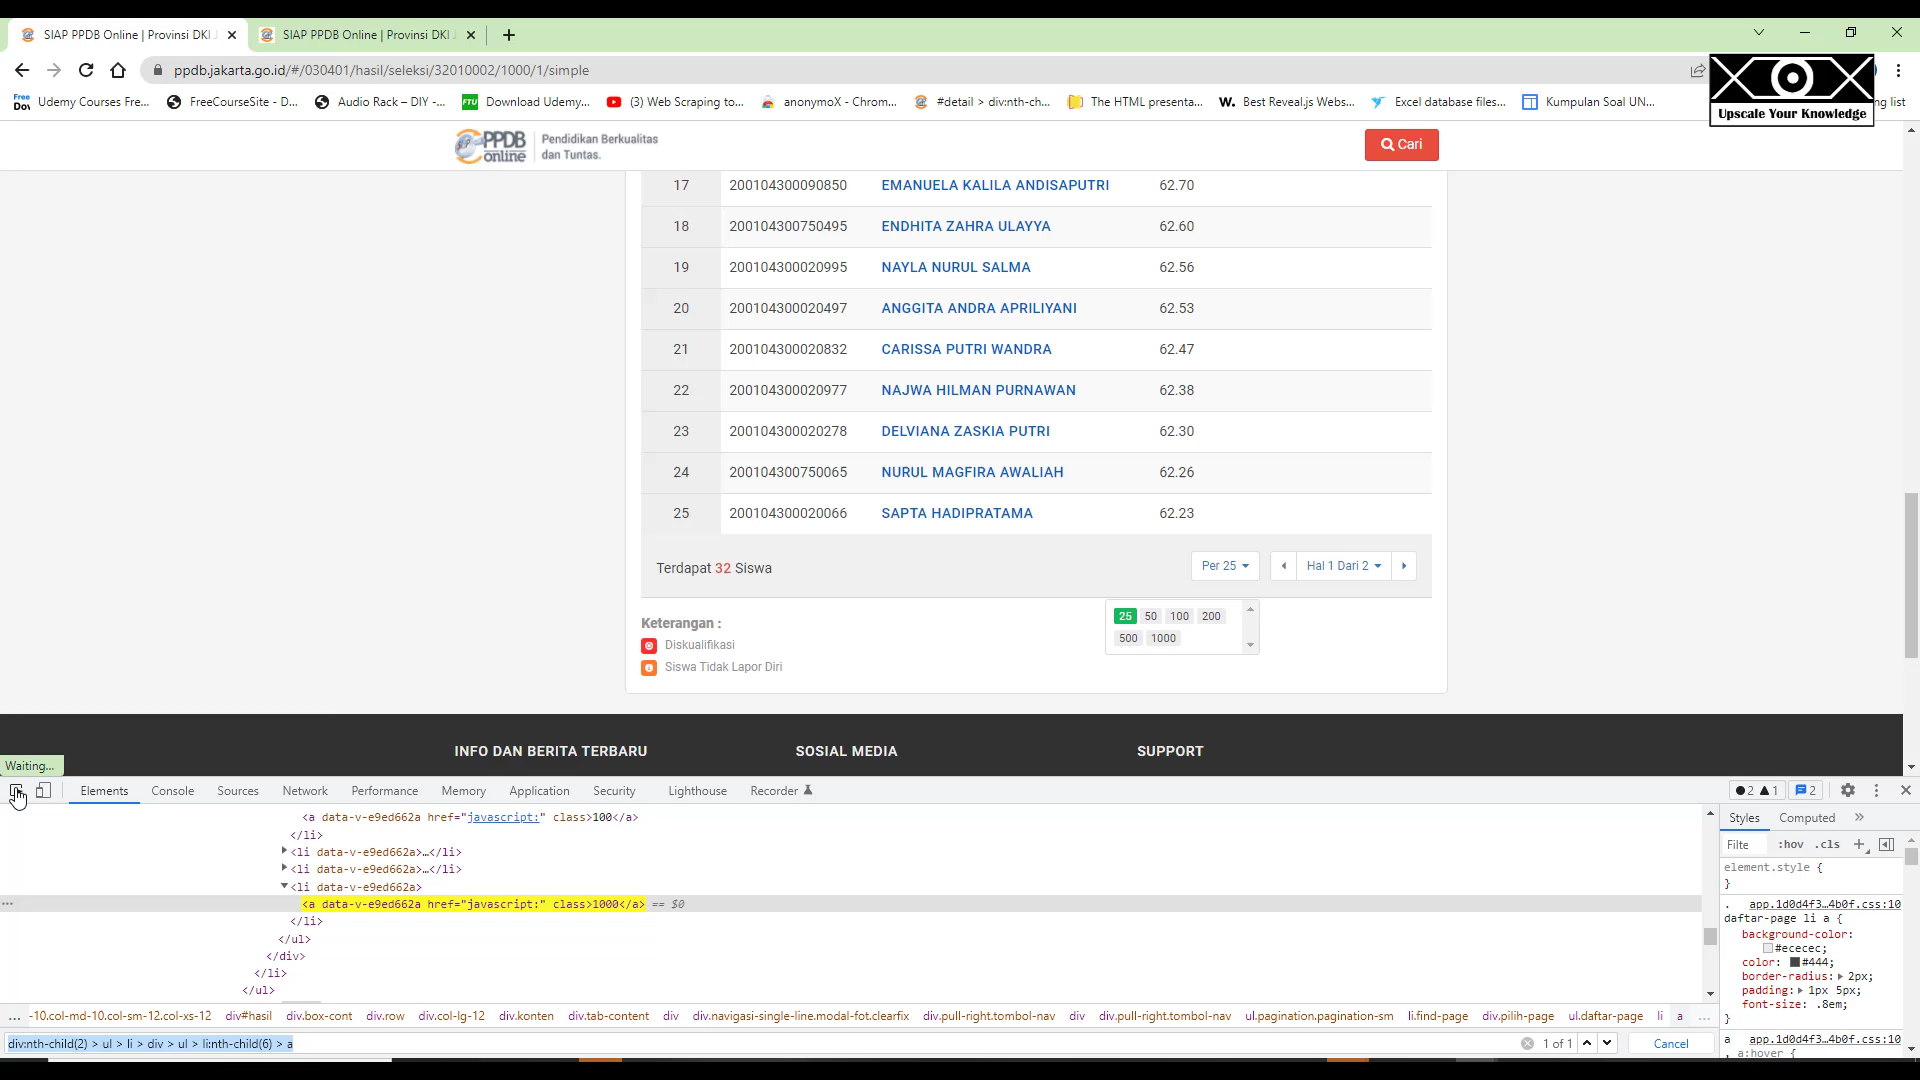 SIAP PPDB Online | Provinsi DKI J
SIAP PPDB Online | Provinsi DKI J
ppdb.jakarta.go.id/#/030401/hasil/seleksi/32010002/1000/1/simple
Udemy Courses Fre...
FreeCourseSite - D...
Audio Rack – DIY -...
FTU Download Udemy...
(3) Web Scraping to...
anonymoX - Chrom...
#detail > div:nth-ch...
The HTML presenta...
W. Best Reveal.js Webs...
Excel database files...
Kumpulan Soal UN...
ng list
XOX
Upscale Your Knowledge
PPDB online
Pendidikan Berkualitas
dan Tuntas.
Cari
17 200104300090850 EMANUELA KALILA ANDISAPUTRI 62.70
18 200104300750495 ENDHITA ZAHRA ULAYYA 62.60
19 200104300020995 NAYLA NURUL SALMA 62.56
20 200104300020497 ANGGITA ANDRA APRILIYANI 62.53
21 200104300020832 CARISSA PUTRI WANDRA 62.47
22 200104300020977 NAJWA HILMAN PURNAWAN 62.38
23 200104300020278 DELVIANA ZASKIA PUTRI 62.30
24 200104300750065 NURUL MAGFIRA AWALIAH 62.26
25 200104300020066 SAPTA HADIPRATAMA 62.23
Terdapat 32 Siswa
Per 25
Hal 1 Dari 2
25 50 100 200
500 1000
Keterangan :
Diskualifikasi
Siswa Tidak Lapor Diri
INFO DAN BERITA TERBARU
SOSIAL MEDIA
SUPPORT
Waiting...
Elements Console Sources Network Performance Memory Application Security Lighthouse Recorder
2 1 2
<a data-v-e9ed662a href="javascript:" class>100</a>
</li>
<li data-v-e9ed662a>…</li>
<li data-v-e9ed662a>…</li>
<li data-v-e9ed662a>
<a data-v-e9ed662a href="javascript:" class>1000</a> == $0
</li>
</ul>
</div>
</li>
</ul>
Styles Computed »
Filte :hov .cls +
element.style {
}
. app.1d0d4f3…4b0f.css:10
daftar-page li a {
background-color:
#ececec;
color: #444;
border-radius: 2px;
padding: 1px 5px;
font-size: .8em;
}
a app.1d0d4f3…4b0f.css:10
, a:hover {
... -10.col-md-10.col-sm-12.col-xs-12 div#hasil div.box-cont div.row div.col-lg-12 div.konten div.tab-content div div.navigasi-single-line.modal-fot.clearfix div.pull-right.tombol-nav div div.pull-right.tombol-nav ul.pagination.pagination-sm li.find-page div.pilih-page ul.daftar-page li a ...
div:nth-child(2) > ul > li > div > ul > li:nth-child(6) > a
1 of 1
Cancel